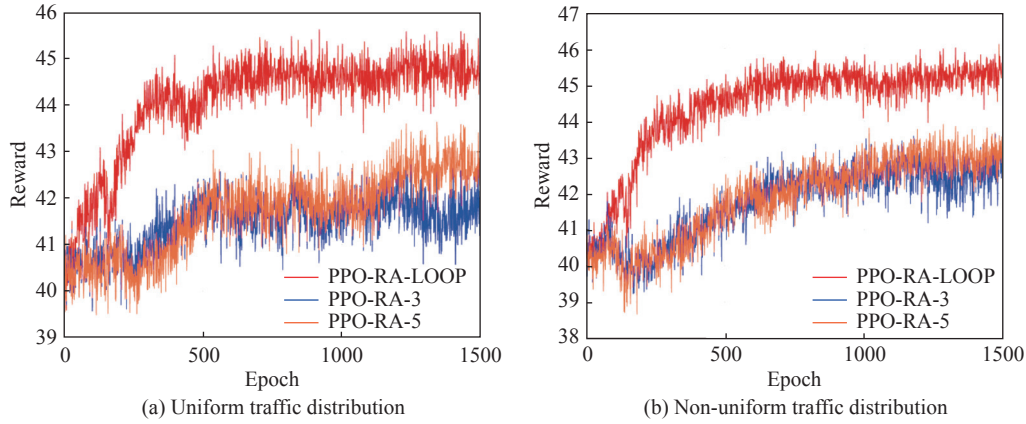 46
45
44
43
42
41
40
39
Reward
0
500
1000
1500
Epoch
PPO-RA-LOOP
PPO-RA-3
PPO-RA-5
(a) Uniform traffic distribution
47
46
45
44
43
42
41
40
39
38
Reward
0
500
1000
1500
Epoch
PPO-RA-LOOP
PPO-RA-3
PPO-RA-5
(b) Non-uniform traffic distribution